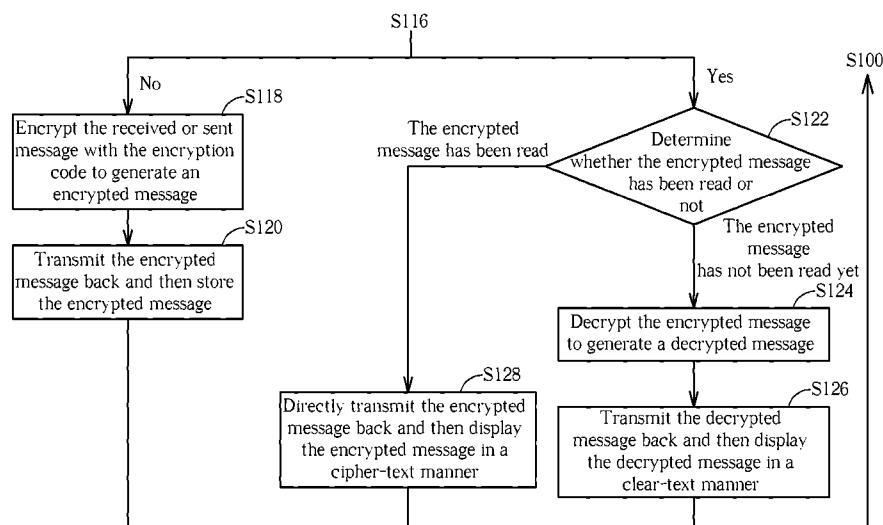 S116
S100
No
Yes
S118
Encrypt the received or sent
message with the encryption
code to generate an
encrypted message
S120
Transmit the encrypted
message back and then store
the encrypted message
S122
Determine
whether the encrypted message
has been read or
not
The encrypted
message has been read
The encrypted
message
has not been read yet
S124
Decrypt the encrypted message
to generate a decrypted message
S128
Directly transmit the encrypted
message back and then display
the encrypted message in a
cipher-text manner
S126
Transmit the decrypted
message back and then display
the decrypted message in a
clear-text manner